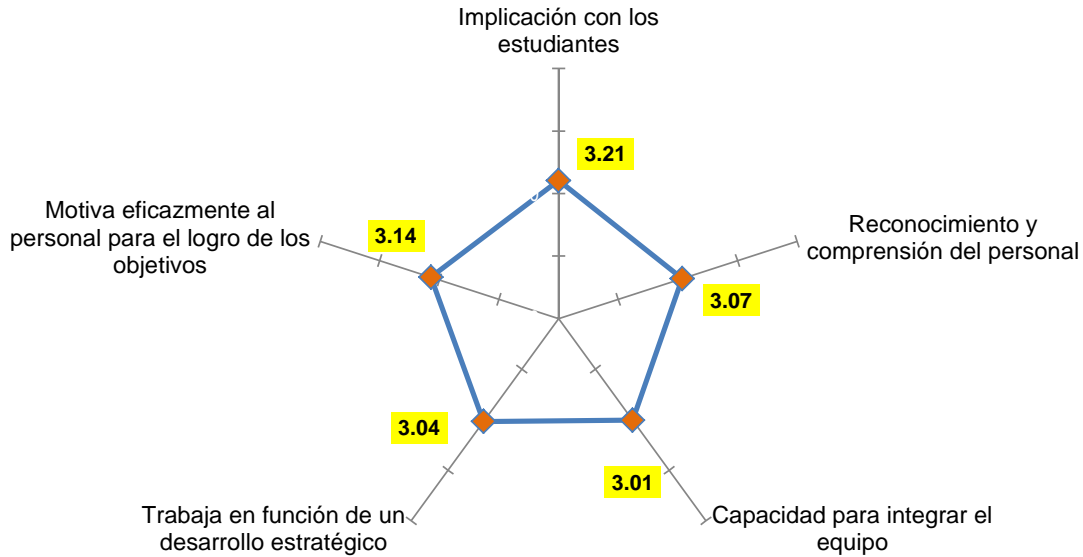 Implicación con los
estudiantes
3.21
Reconocimiento y
comprensión del personal
3.07
Capacidad para integrar el
equipo
3.01
Trabaja en función de un
desarrollo estratégico
3.04
Motiva eficazmente al
personal para el logro de los
objetivos
3.14